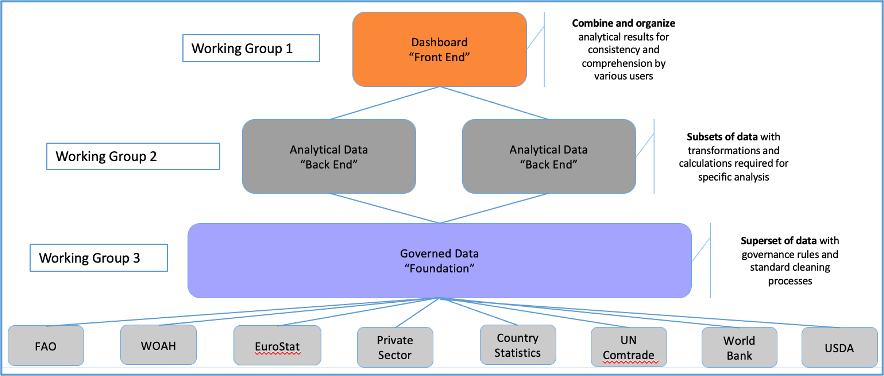 Working Group 1
Dashboard
“Front End”
Combine and organize
analytical results for
consistency and
comprehension by
various users
Working Group 2
Analytical Data
“Back End”
Analytical Data
“Back End”
Subsets of data with
transformations and
calculations required for
specific analysis
Working Group 3
Governed Data
“Foundation”
Superset of data with
governance rules and
standard cleaning
processes
FAO
WOAH
EuroStat
Private
Sector
Country
Statistics
UN
Comtrade
World
Bank
USDA